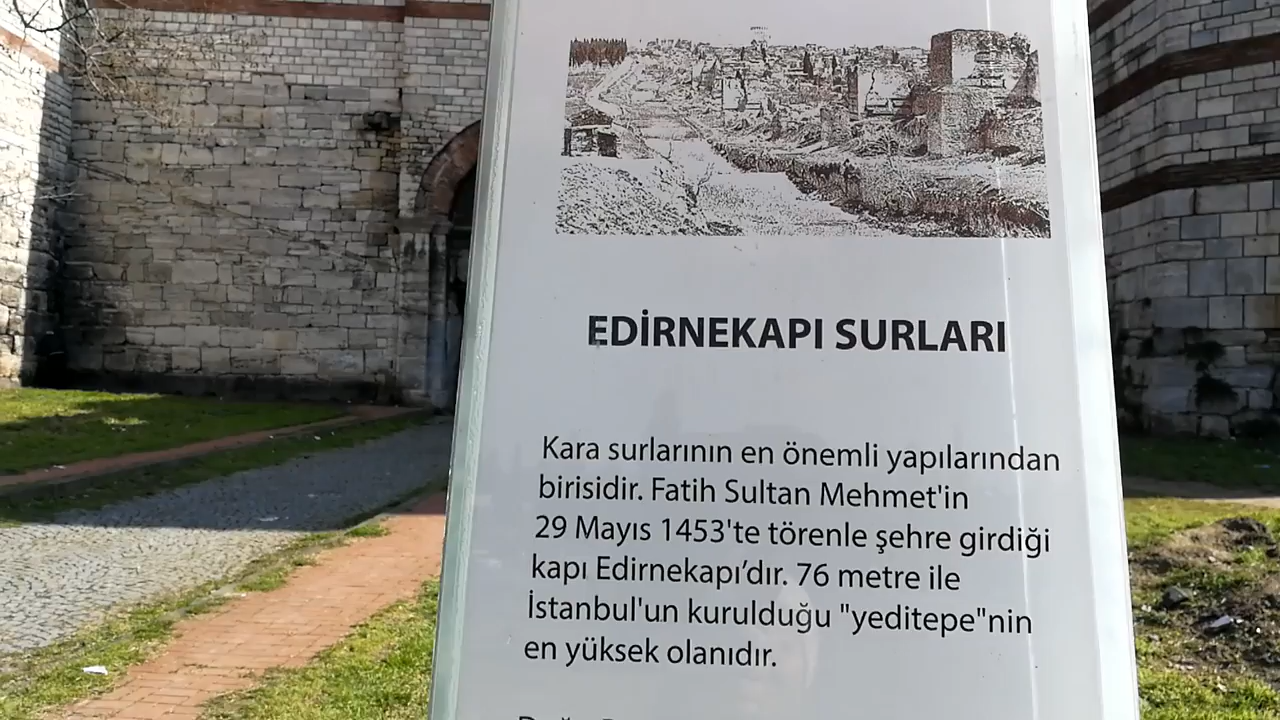 EDİRNEKAPI SURLARI
Kara surlarının en önemli yapılarından
birisidir. Fatih Sultan Mehmet'in
29 Mayıs 1453'te törenle şehre girdiği
kapı Edirnekapı’dır. 76 metre ile
İstanbul'un kurulduğu "yeditepe"nin
en yüksek olanıdır.